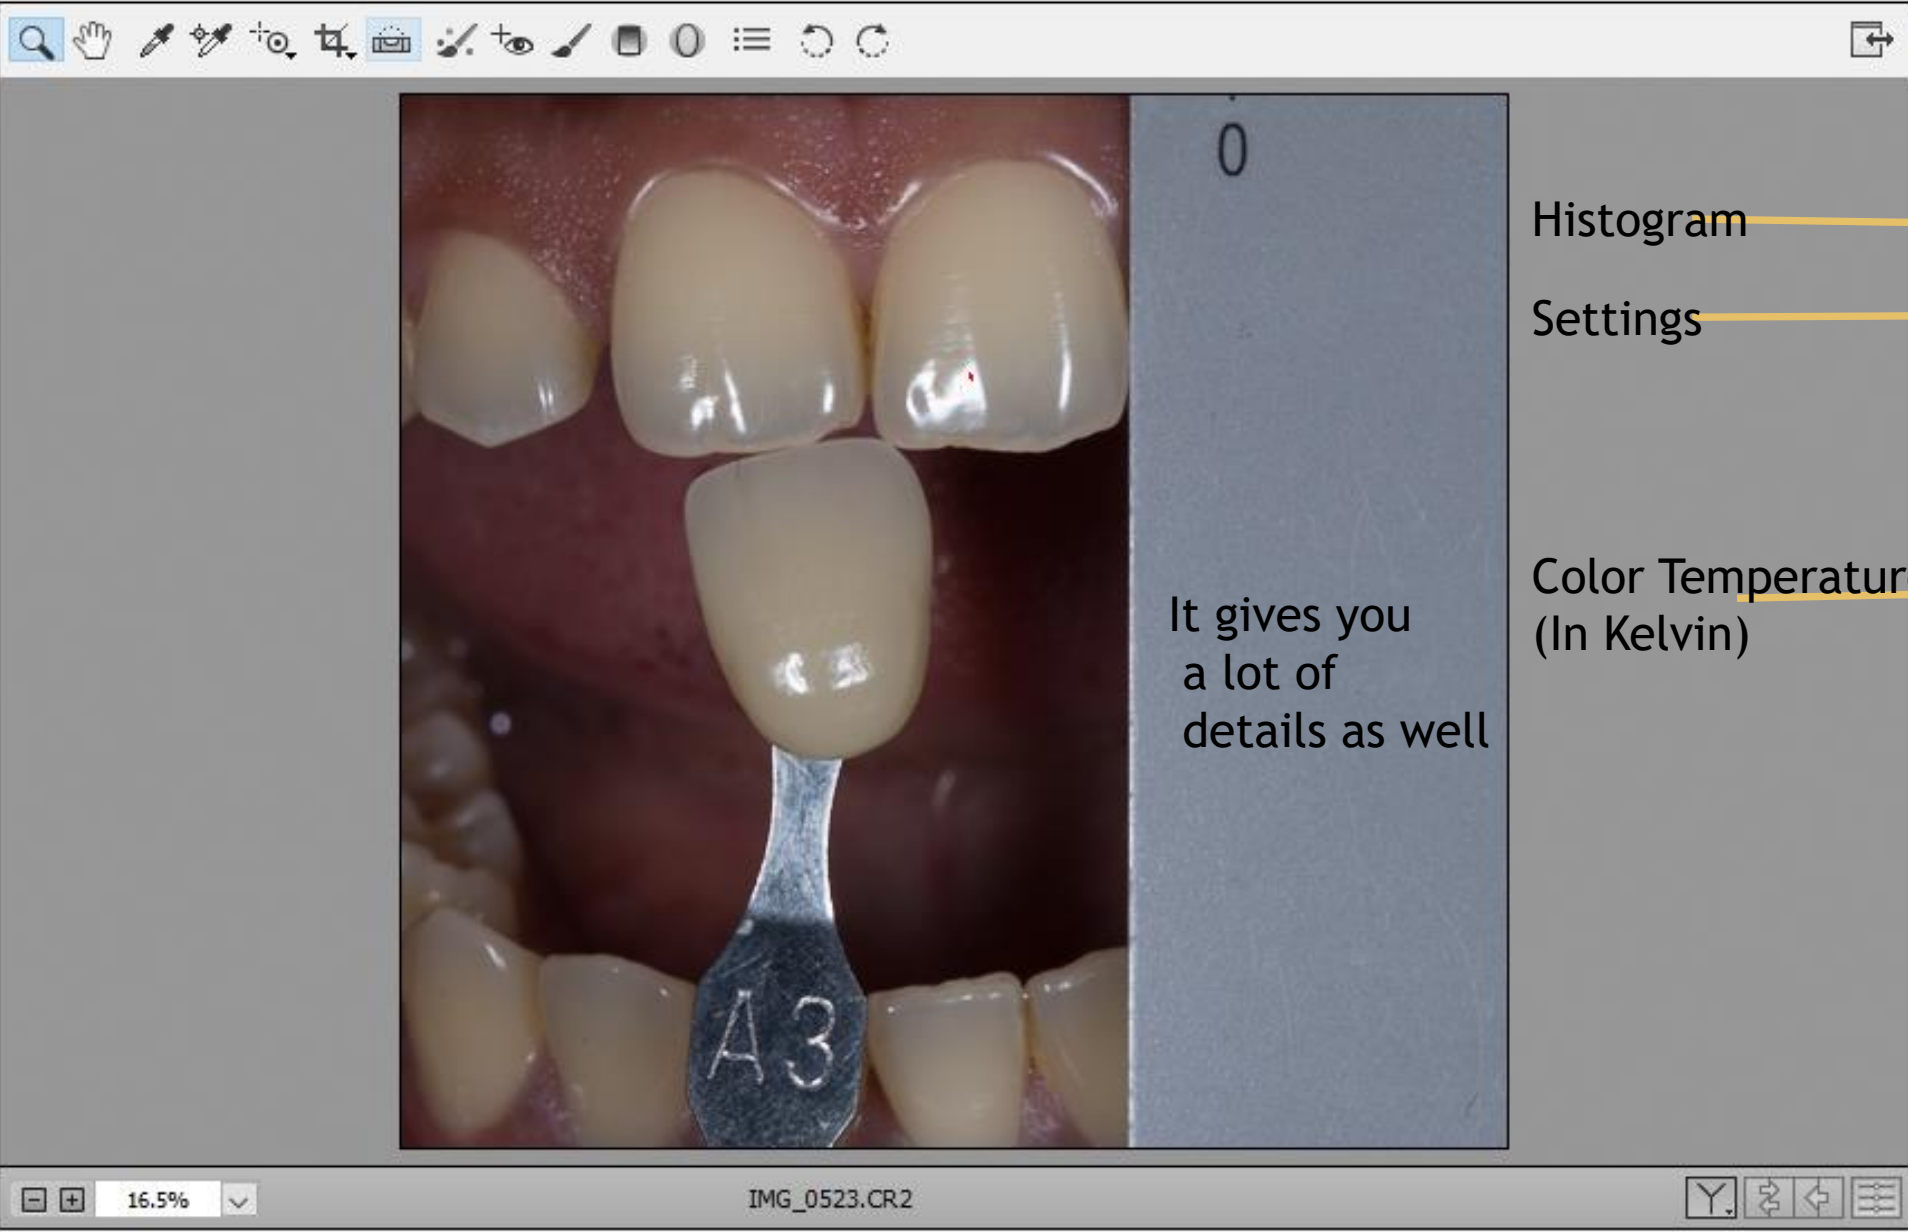 0
Histogram
Settings
Color Temperatur
(In Kelvin)
It gives you
a lot of
details as well
A3
16.5%
IMG_0523.CR2